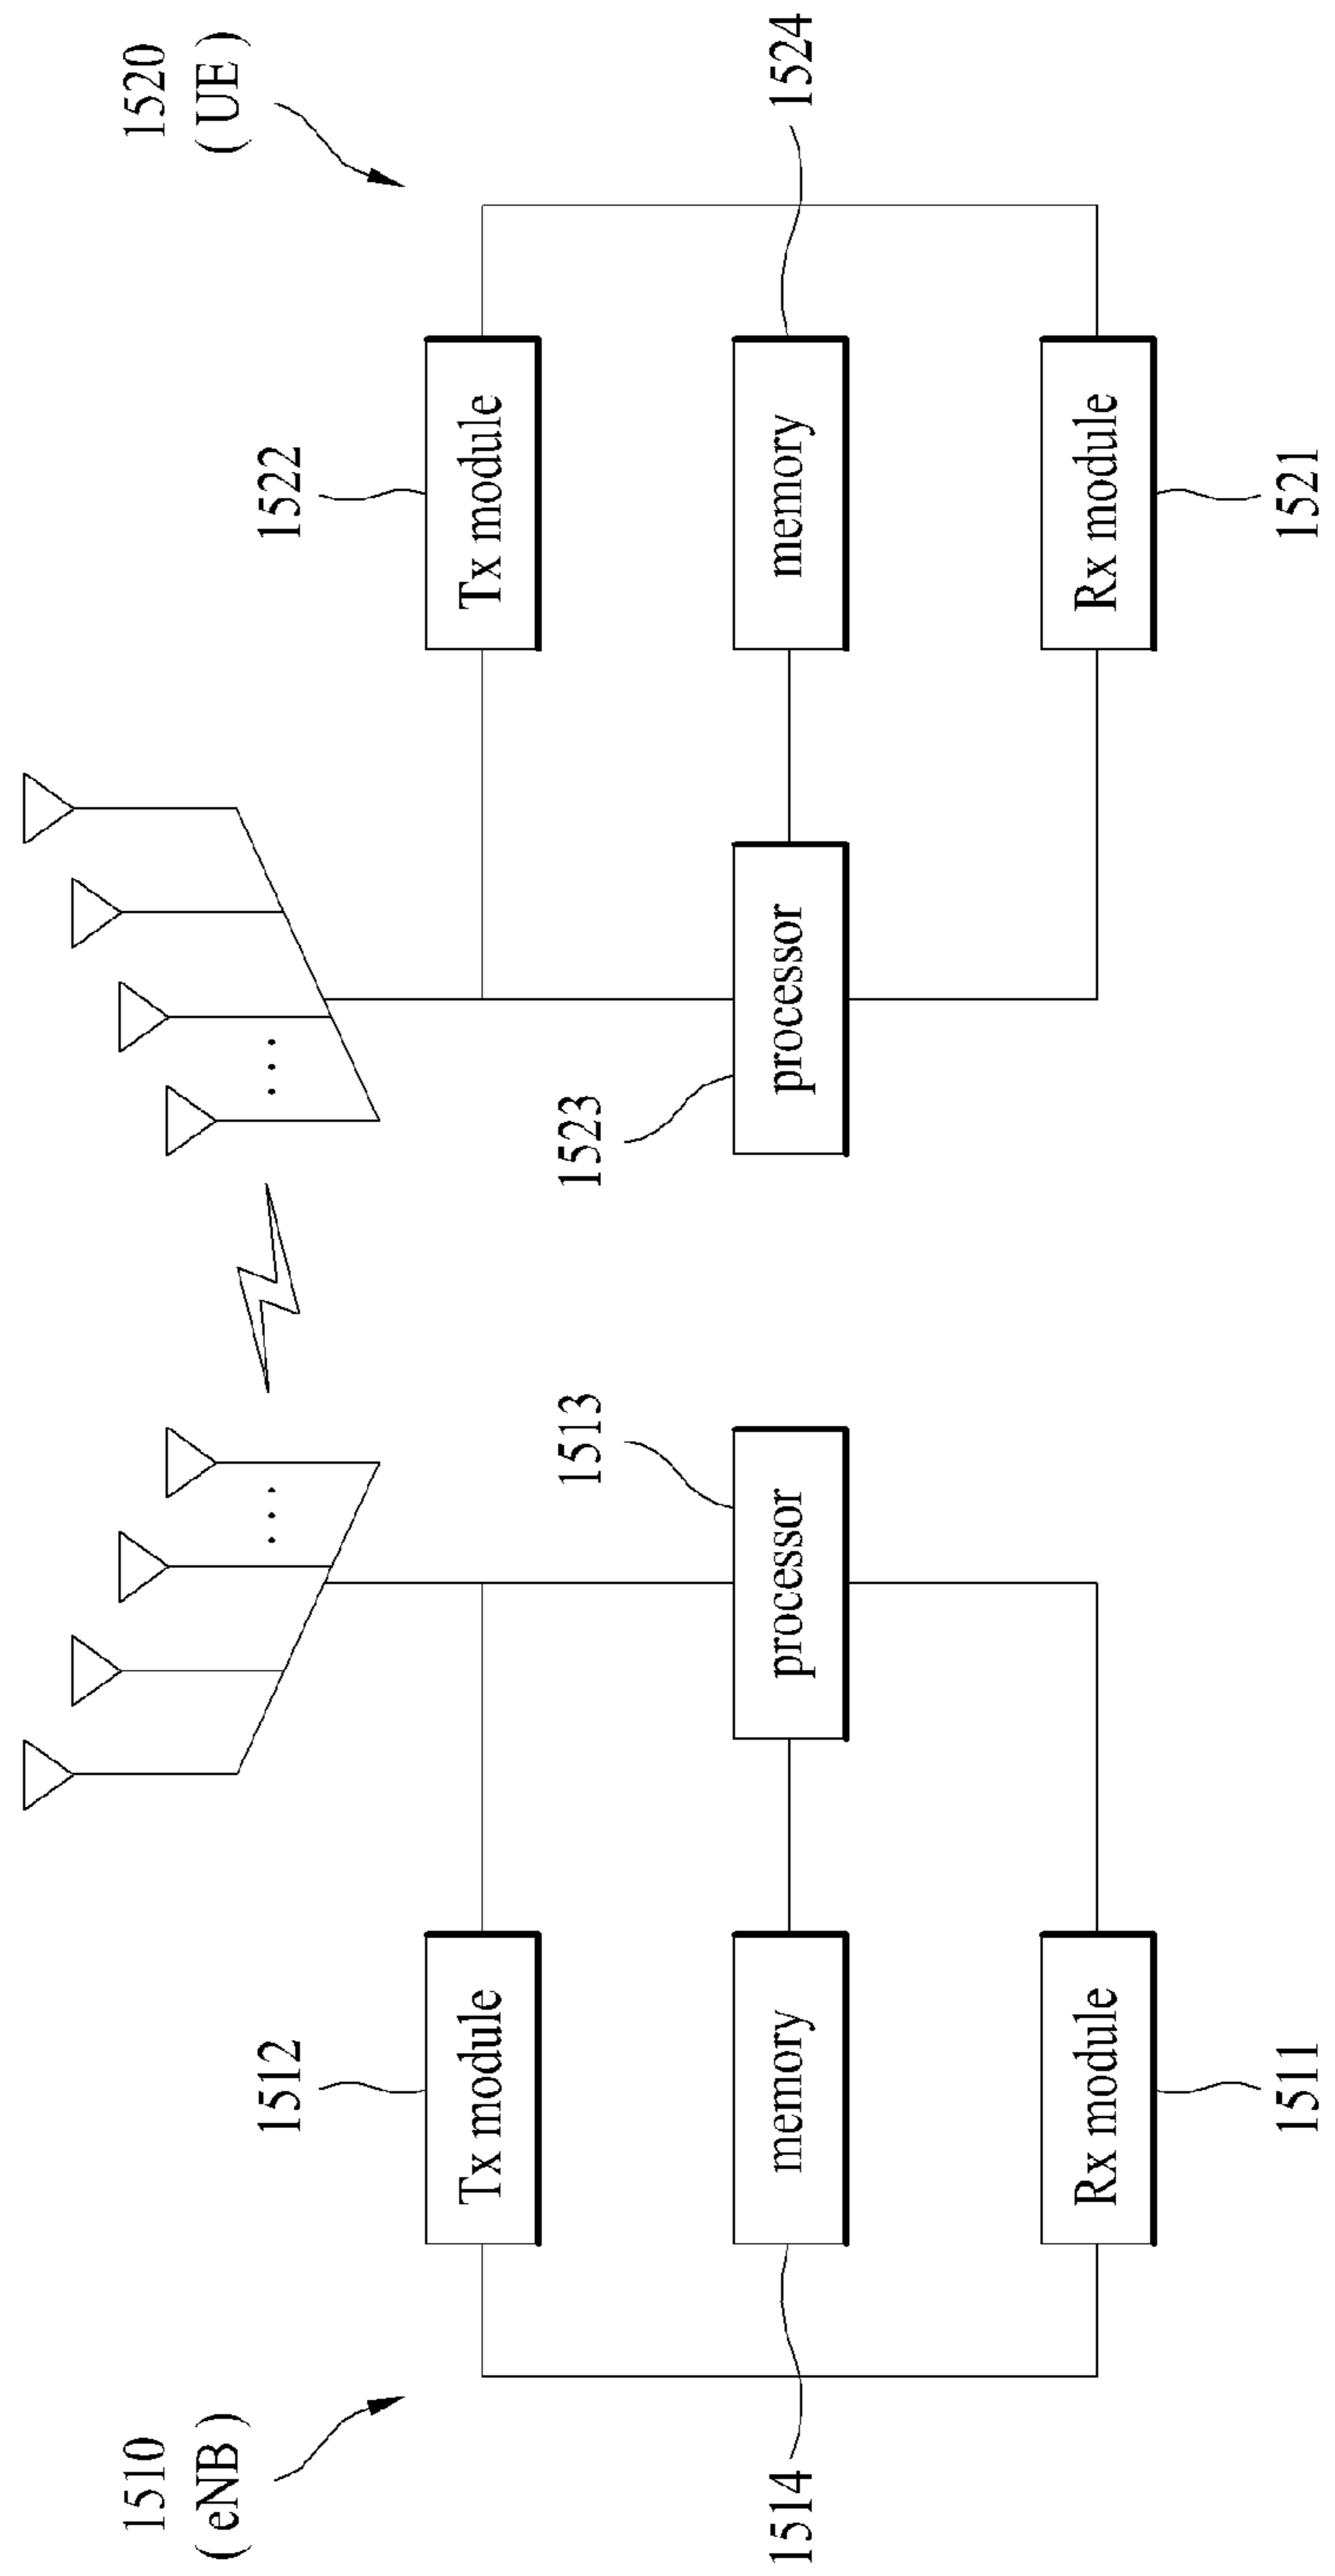 1510
( eNB )
1520
( UE )
1512
Tx module
1522
Tx module
1513
1523
1514
memory
processor
processor
memory
1524
Rx module
1511
Rx module
1521